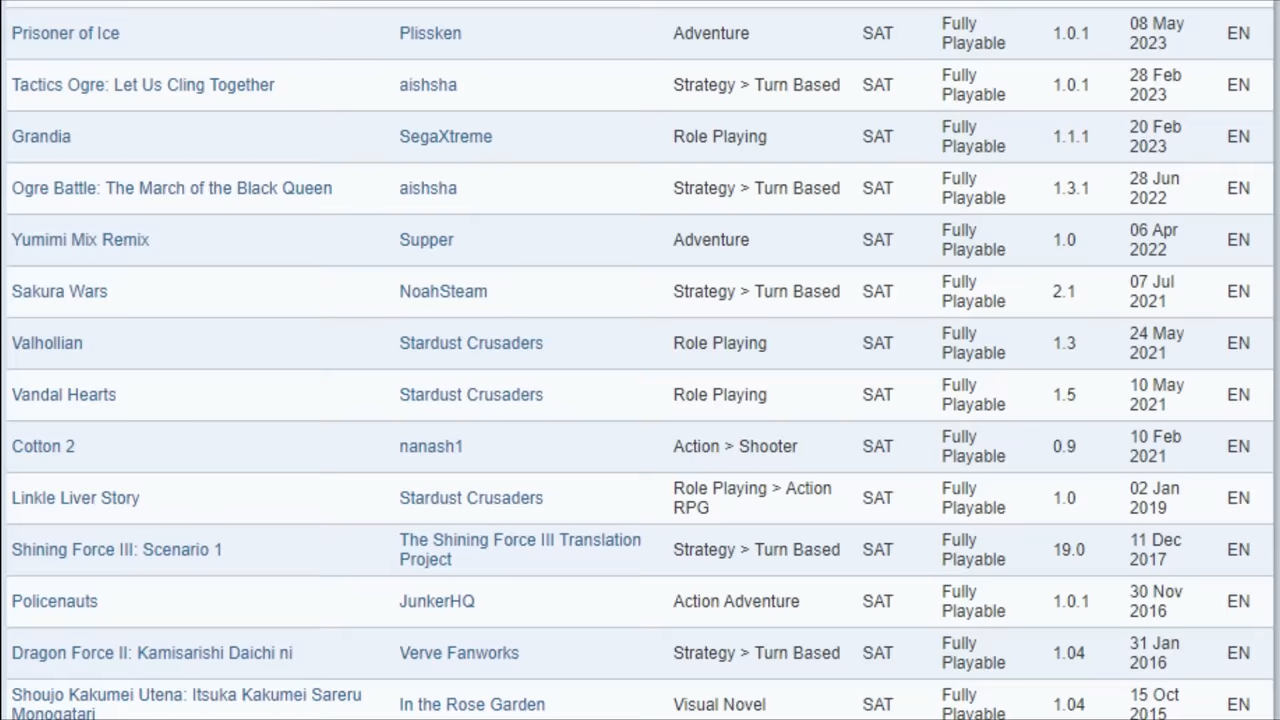 Prisoner of Ice Plissken Adventure SAT Fully Playable 1.0.1 08 May 2023 EN
Tactics Ogre: Let Us Cling Together aishsha Strategy > Turn Based SAT Fully Playable 1.0.1 28 Feb 2023 EN
Grandia SegaXtreme Role Playing SAT Fully Playable 1.1.1 20 Feb 2023 EN
Ogre Battle: The March of the Black Queen aishsha Strategy > Turn Based SAT Fully Playable 1.3.1 28 Jun 2022 EN
Yumimi Mix Remix Supper Adventure SAT Fully Playable 1.0 06 Apr 2022 EN
Sakura Wars NoahSteam Strategy > Turn Based SAT Fully Playable 2.1 07 Jul 2021 EN
Valhollian Stardust Crusaders Role Playing SAT Fully Playable 1.3 24 May 2021 EN
Vandal Hearts Stardust Crusaders Role Playing SAT Fully Playable 1.5 10 May 2021 EN
Cotton 2 nanash1 Action > Shooter SAT Fully Playable 0.9 10 Feb 2021 EN
Linkle Liver Story Stardust Crusaders Role Playing > Action RPG SAT Fully Playable 1.0 02 Jan 2019 EN
Shining Force III: Scenario 1 The Shining Force III Translation Project Strategy > Turn Based SAT Fully Playable 19.0 11 Dec 2017 EN
Policenauts JunkerHQ Action Adventure SAT Fully Playable 1.0.1 30 Nov 2016 EN
Dragon Force II: Kamisarishi Daichi ni Verve Fanworks Strategy > Turn Based SAT Fully Playable 1.04 31 Jan 2016 EN
Shoujo Kakumei Utena: Itsuka Kakumei Sareru Monogatari In the Rose Garden Visual Novel SAT Fully Playable 1.04 15 Oct 2015 EN